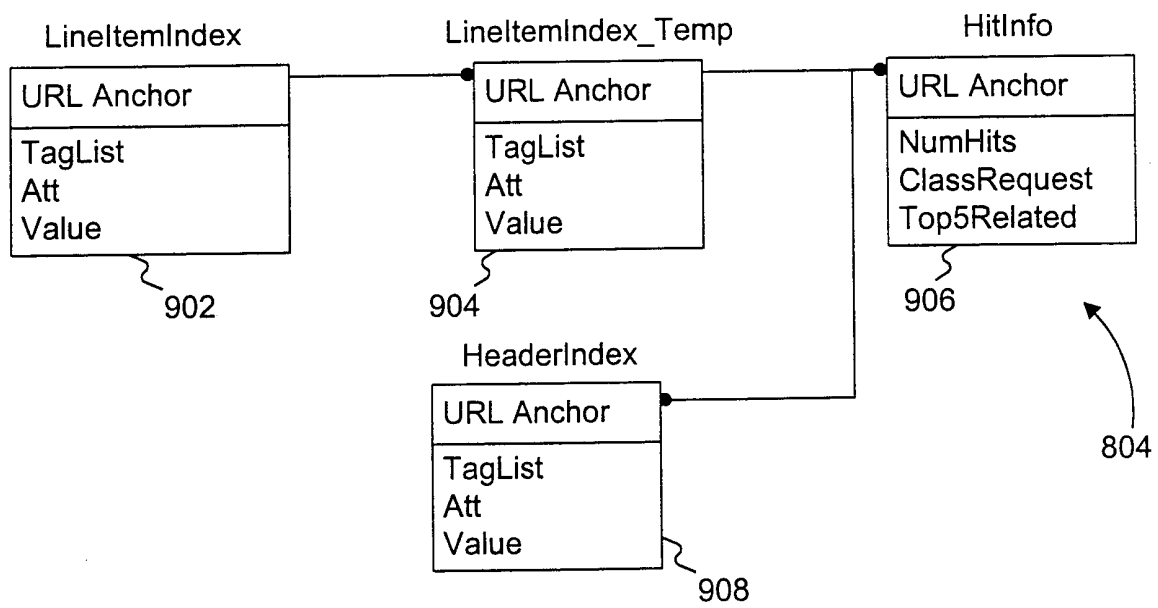 LineItemIndex
URL Anchor
TagList
Att
Value
902
LineItemIndex_Temp
URL Anchor
TagList
Att
Value
904
HitInfo
URL Anchor
NumHits
ClassRequest
Top5Related
906
HeaderIndex
URL Anchor
TagList
Att
Value
908
804